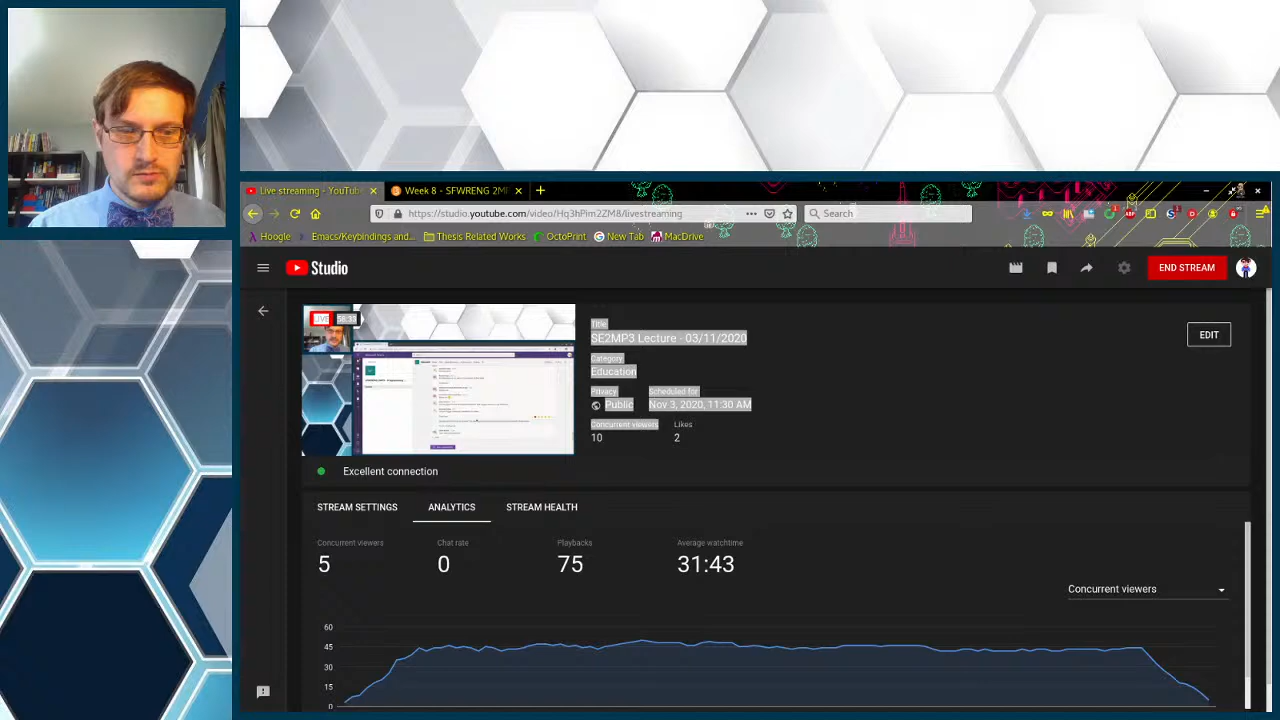 Live streaming - YouTub
Week 8 - SFWRENG 2M
https://studio.youtube.com/video/Hq3hPim2ZM8/livestreaming
Search
Hoogle
Emacs/Keybindings and...
Thesis Related Works
OctoPrint
New Tab
MacDrive
Studio
END STREAM
LIVE 58:33
Title
SE2MP3 Lecture - 03/11/2020
EDIT
Category
Education
Privacy Scheduled for
Public Nov 3, 2020, 11:30 AM
Concurrent viewers Likes
10 2
Excellent connection
STREAM SETTINGS ANALYTICS STREAM HEALTH
Concurrent viewers Chat rate Playbacks Average watchtime
5 0 75 31:43
Concurrent viewers
60
45
30
15
0